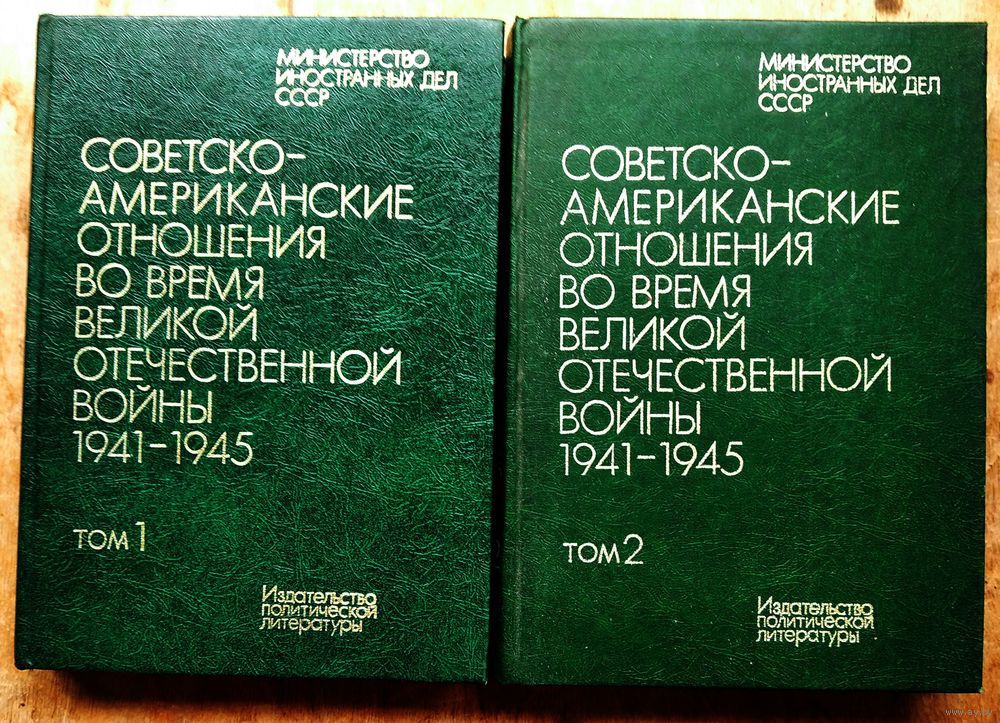 МИНИСТЕРСТВО
ИНОСТРАННЫХ ДЕЛ
СССР
СОВЕТСКО-
АМЕРИКАНСКИЕ
ОТНОШЕНИЯ
ВО ВРЕМЯ
ВЕЛИКОЙ
ОТЕЧЕСТВЕННОЙ
ВОЙНЫ
1941-1945
ТОМ 1
Издательство
политической
литературы
МИНИСТЕРСТВО
ИНОСТРАННЫХ ДЕЛ
СССР
СОВЕТСКО-
АМЕРИКАНСКИЕ
ОТНОШЕНИЯ
ВО ВРЕМЯ
ВЕЛИКОЙ
ОТЕЧЕСТВЕННОЙ
ВОЙНЫ
1941-1945
ТОМ 2
Издательство
политической
литературы